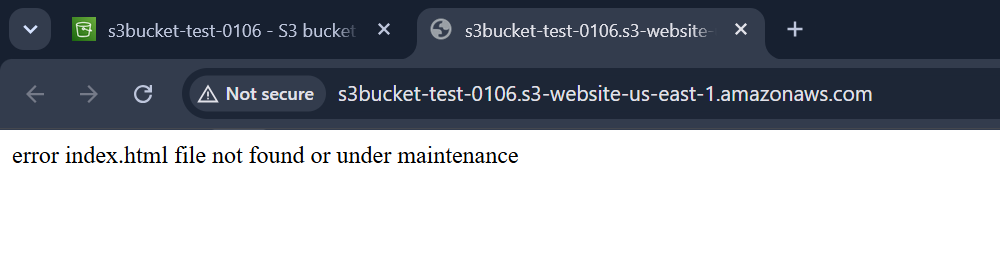 s3bucket-test-0106 - S3 bucket
s3bucket-test-0106.s3-website-
Not secure
s3bucket-test-0106.s3-website-us-east-1.amazonaws.com
error index.html file not found or under maintenance